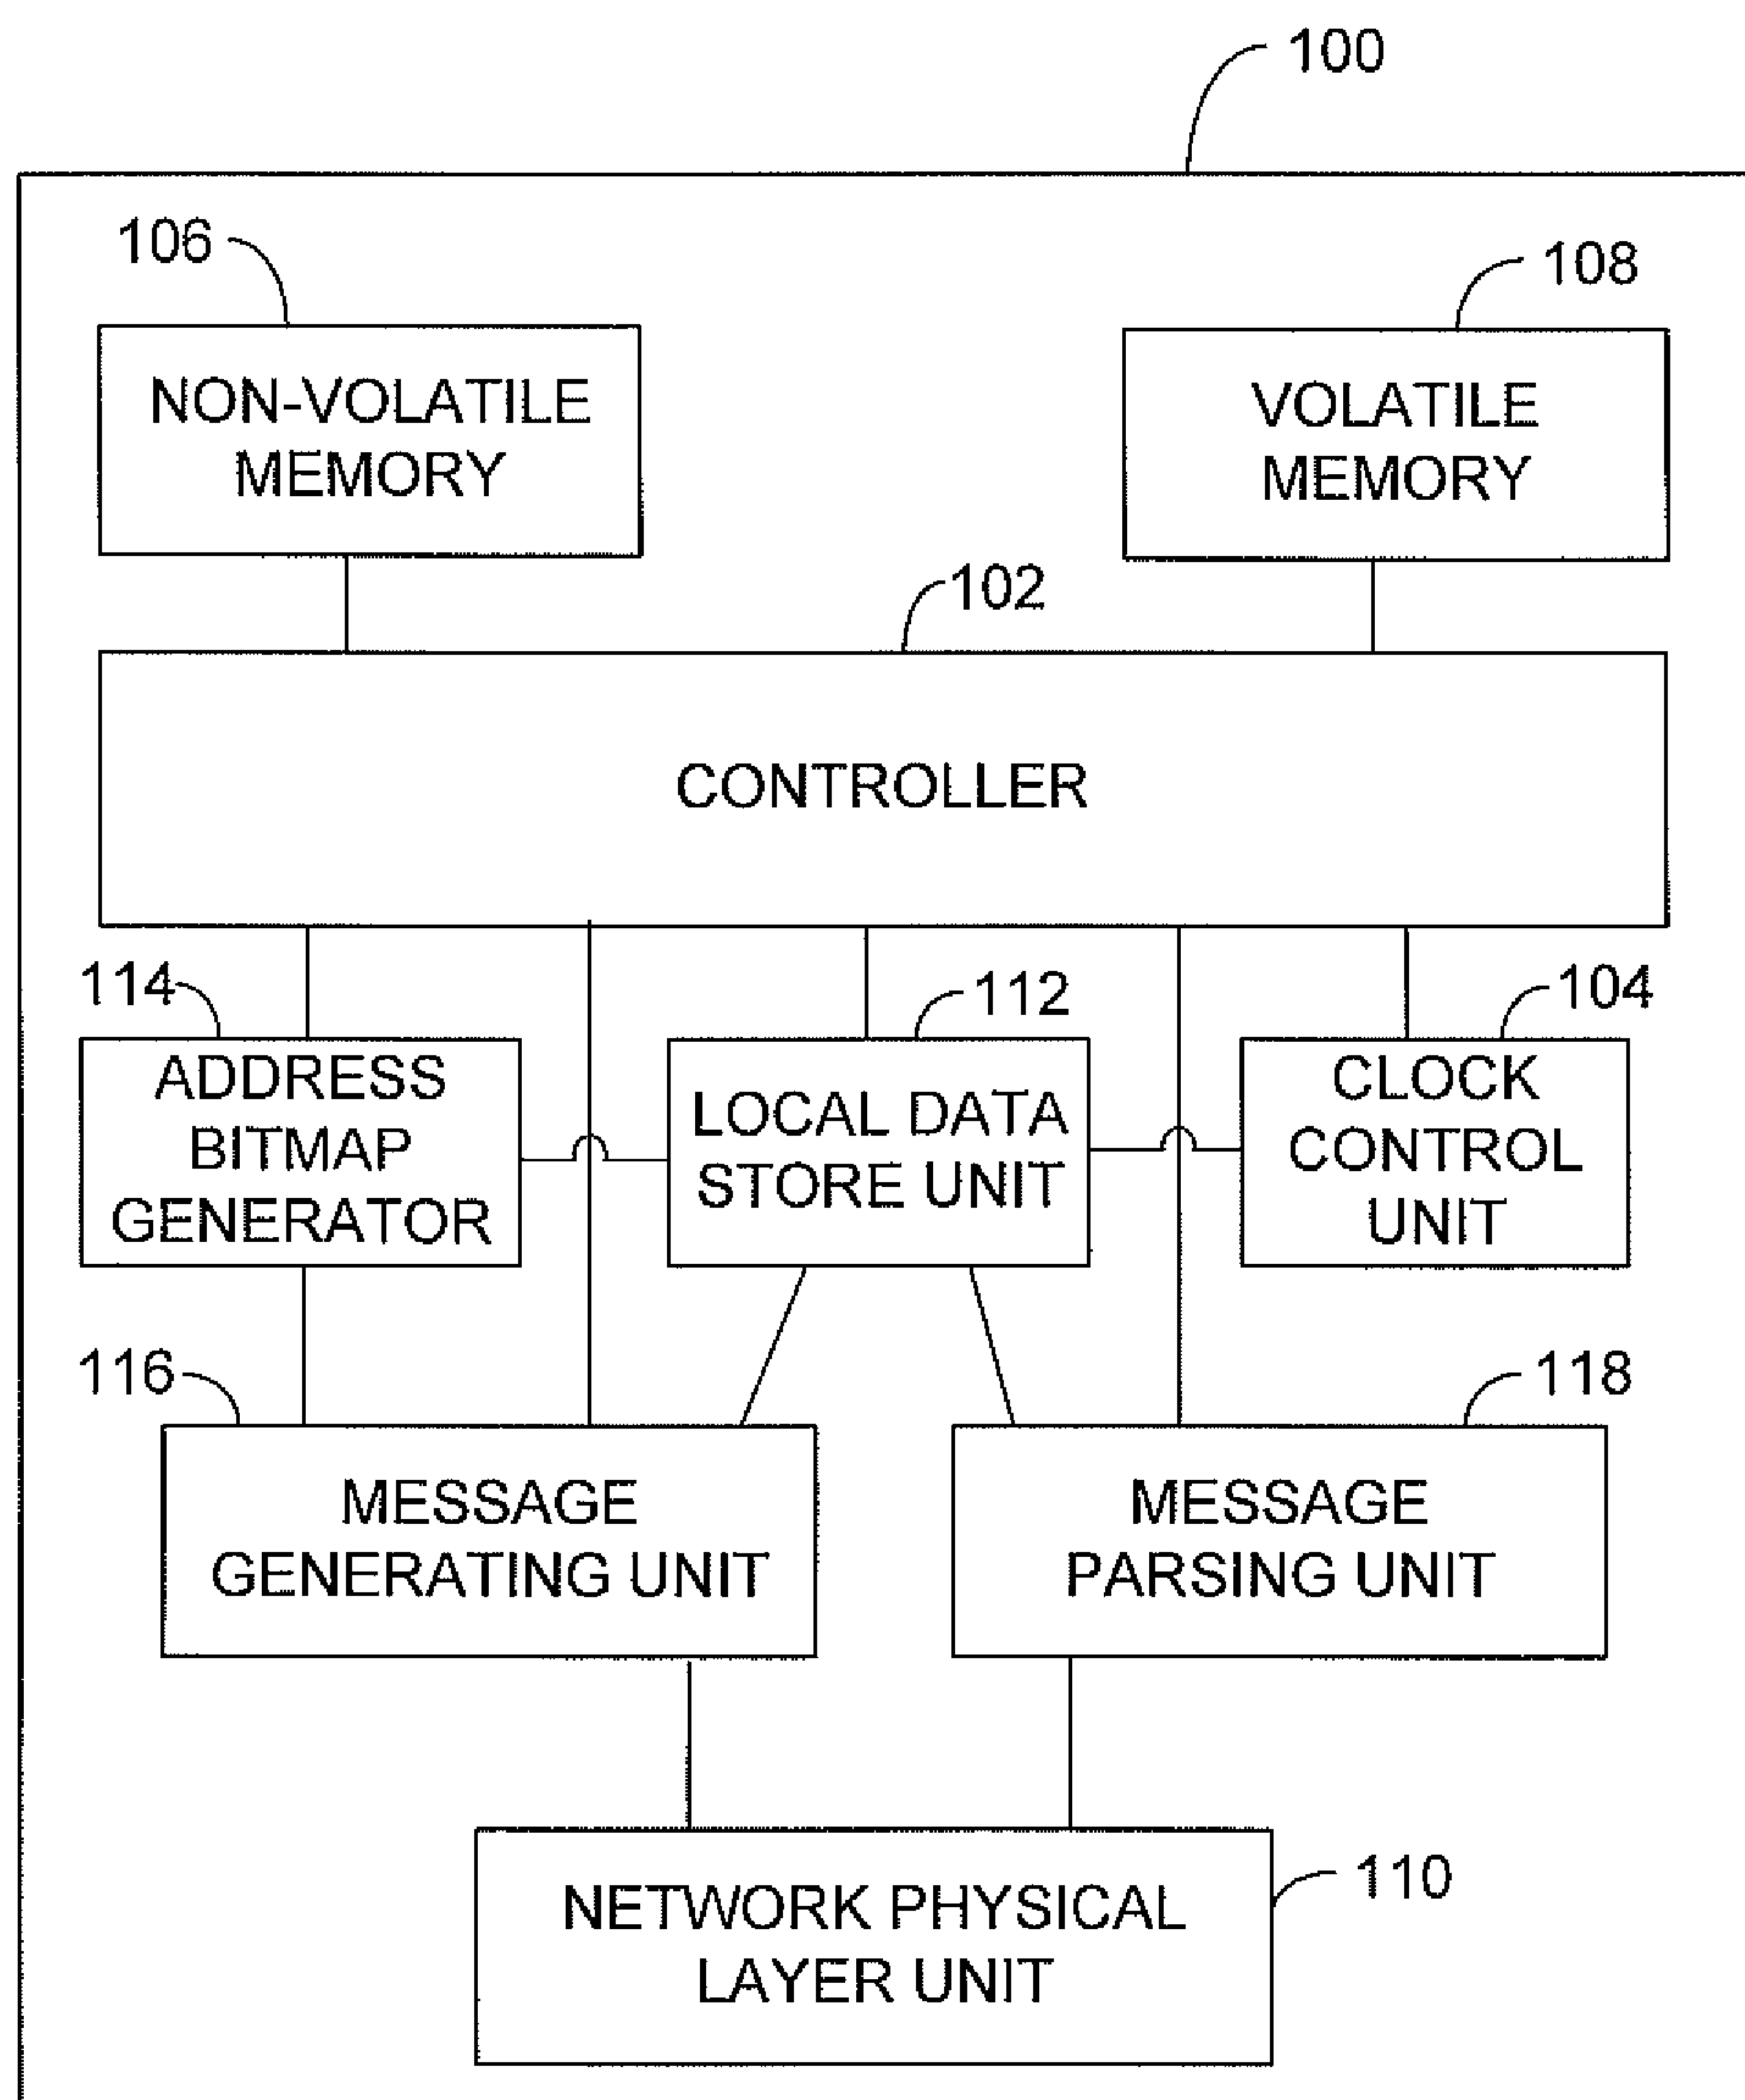 100
106
108
NON-VOLATILE
MEMORY
VOLATILE
MEMORY
102
CONTROLLER
114
112
104
ADDRESS
BITMAP
GENERATOR
LOCAL DATA
STORE UNIT
CLOCK
CONTROL
UNIT
116
118
MESSAGE
GENERATING UNIT
MESSAGE
PARSING UNIT
110
NETWORK PHYSICAL
LAYER UNIT